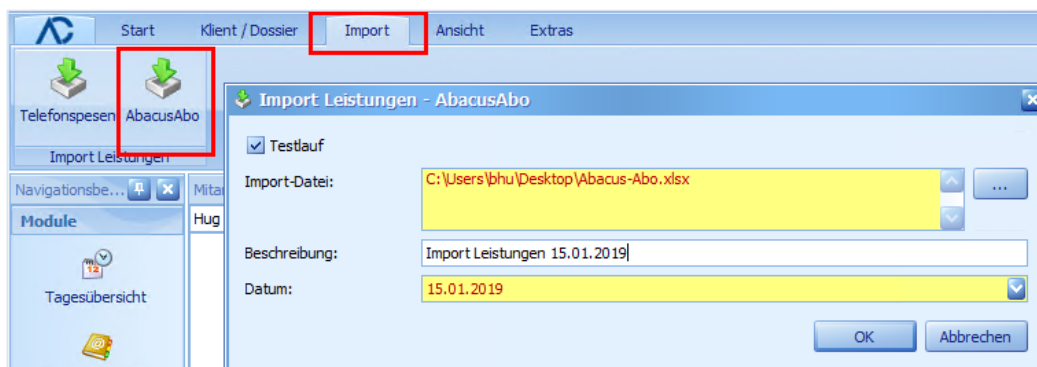 Start Klient / Dossier Import Ansicht Extras
Telefonspesen AbacusAbo
Import Leistungen
Import Leistungen - AbacusAbo
Testlauf
Import-Datei: C:\Users\bhu\Desktop\Abacus-Abo.xlsx ...
Beschreibung: Import Leistungen 15.01.2019
Datum: 15.01.2019
OK Abbrechen
Navigationsbe...
Module
Hug
12
Tagesübersicht